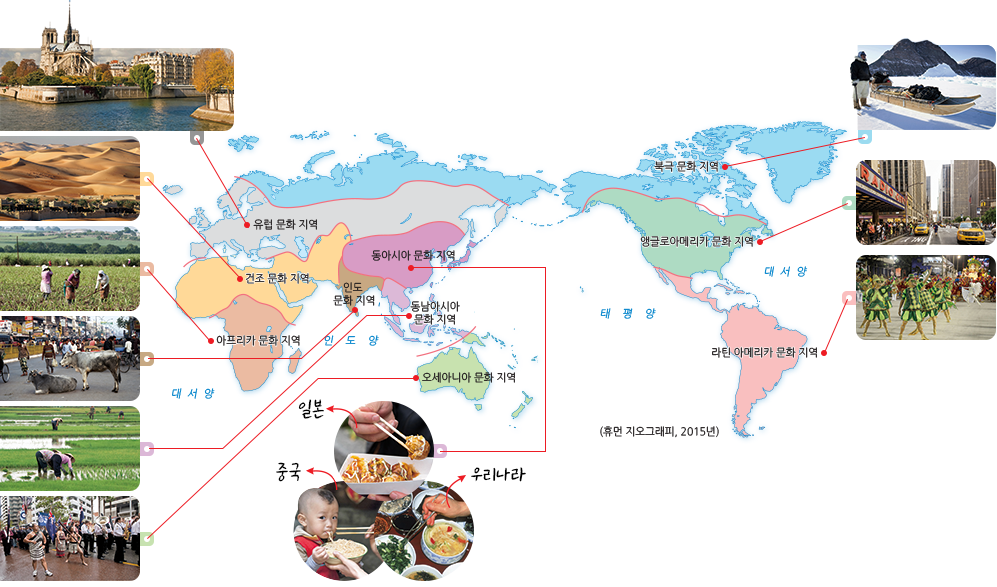 북극 문화 지역
유럽 문화 지역
앵글로아메리카 문화 지역
동아시아 문화 지역
건조 문화 지역
대서양
인도
문화 지역
동남아시아
문화 지역
태평양
아프리카 문화 지역
인도양
라틴 아메리카 문화 지역
오세아니아 문화 지역
대서양
일본
(휴먼 지오그래피, 2015년)
중국
우리나라